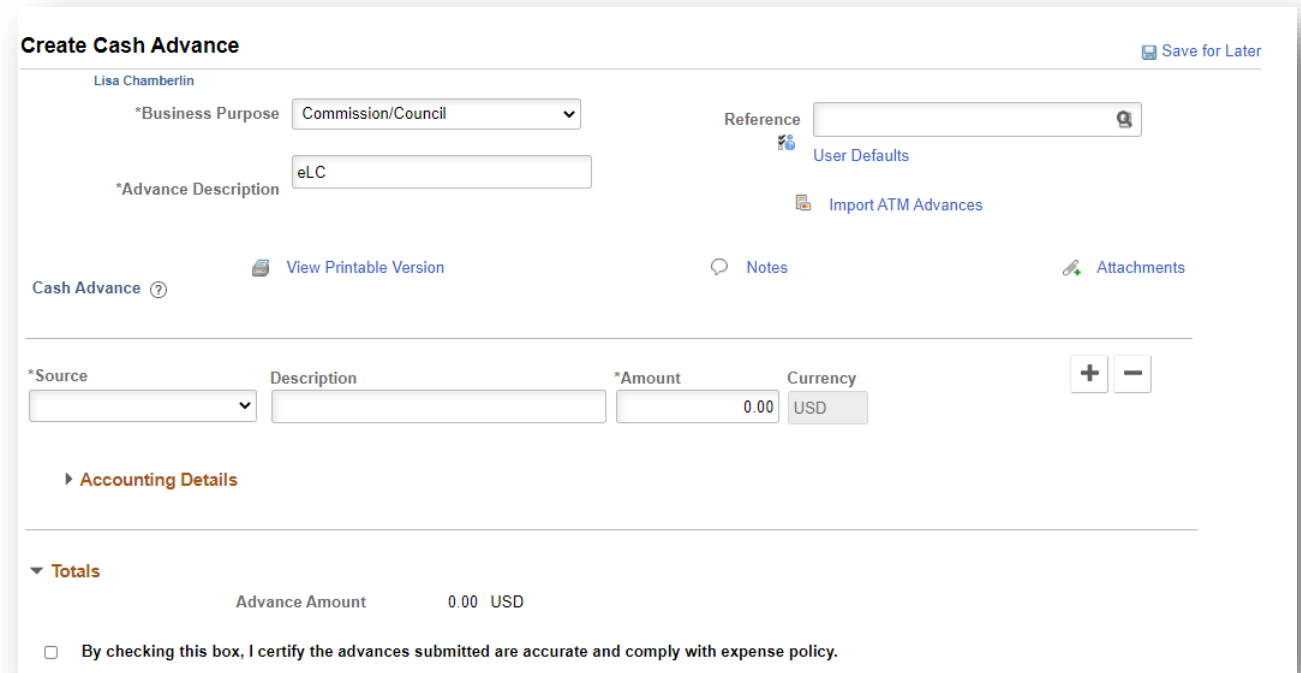 Create Cash Advance
Save for Later
Lisa Chamberlin
*Business Purpose Commission/Council
Reference
User Defaults
*Advance Description eLC
Import ATM Advances
View Printable Version Notes Attachments
Cash Advance ?
*Source Description *Amount Currency
0.00 USD
Accounting Details
Totals
Advance Amount 0.00 USD
By checking this box, I certify the advances submitted are accurate and comply with expense policy.